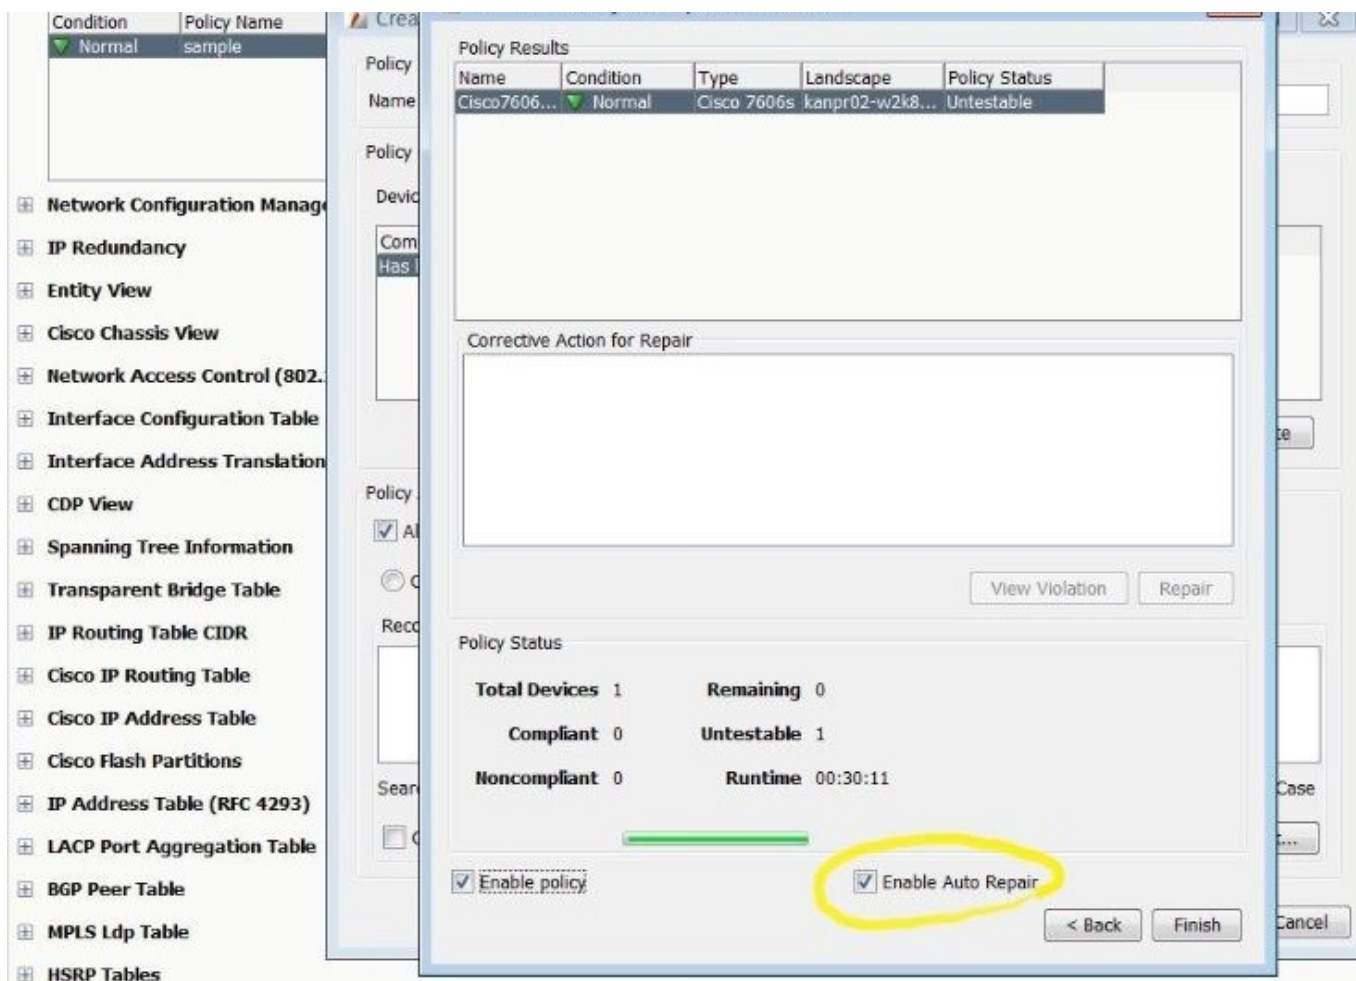 Condition Policy Name
Normal sample
Network Configuration Manage
IP Redundancy
Entity View
Cisco Chassis View
Network Access Control (802.
Interface Configuration Table
Interface Address Translation
CDP View
Spanning Tree Information
Transparent Bridge Table
IP Routing Table CIDR
Cisco IP Routing Table
Cisco IP Address Table
Cisco Flash Partitions
IP Address Table (RFC 4293)
LACP Port Aggregation Table
BGP Peer Table
MPLS Ldp Table
HSRP Tables
Crea
Policy
Name
Policy
Devic
Com
Has
Policy
Al
Reco
Sear
Case
Cancel
Policy Results
Name Condition Type Landscape Policy Status
Cisco7606... Normal Cisco 7606s kanpr02-w2k8... Untestable
Corrective Action for Repair
View Violation Repair
Policy Status
Total Devices 1 Remaining 0
Compliant 0 Untestable 1
Noncompliant 0 Runtime 00:30:11
Enable policy Enable Auto Repair
< Back Finish